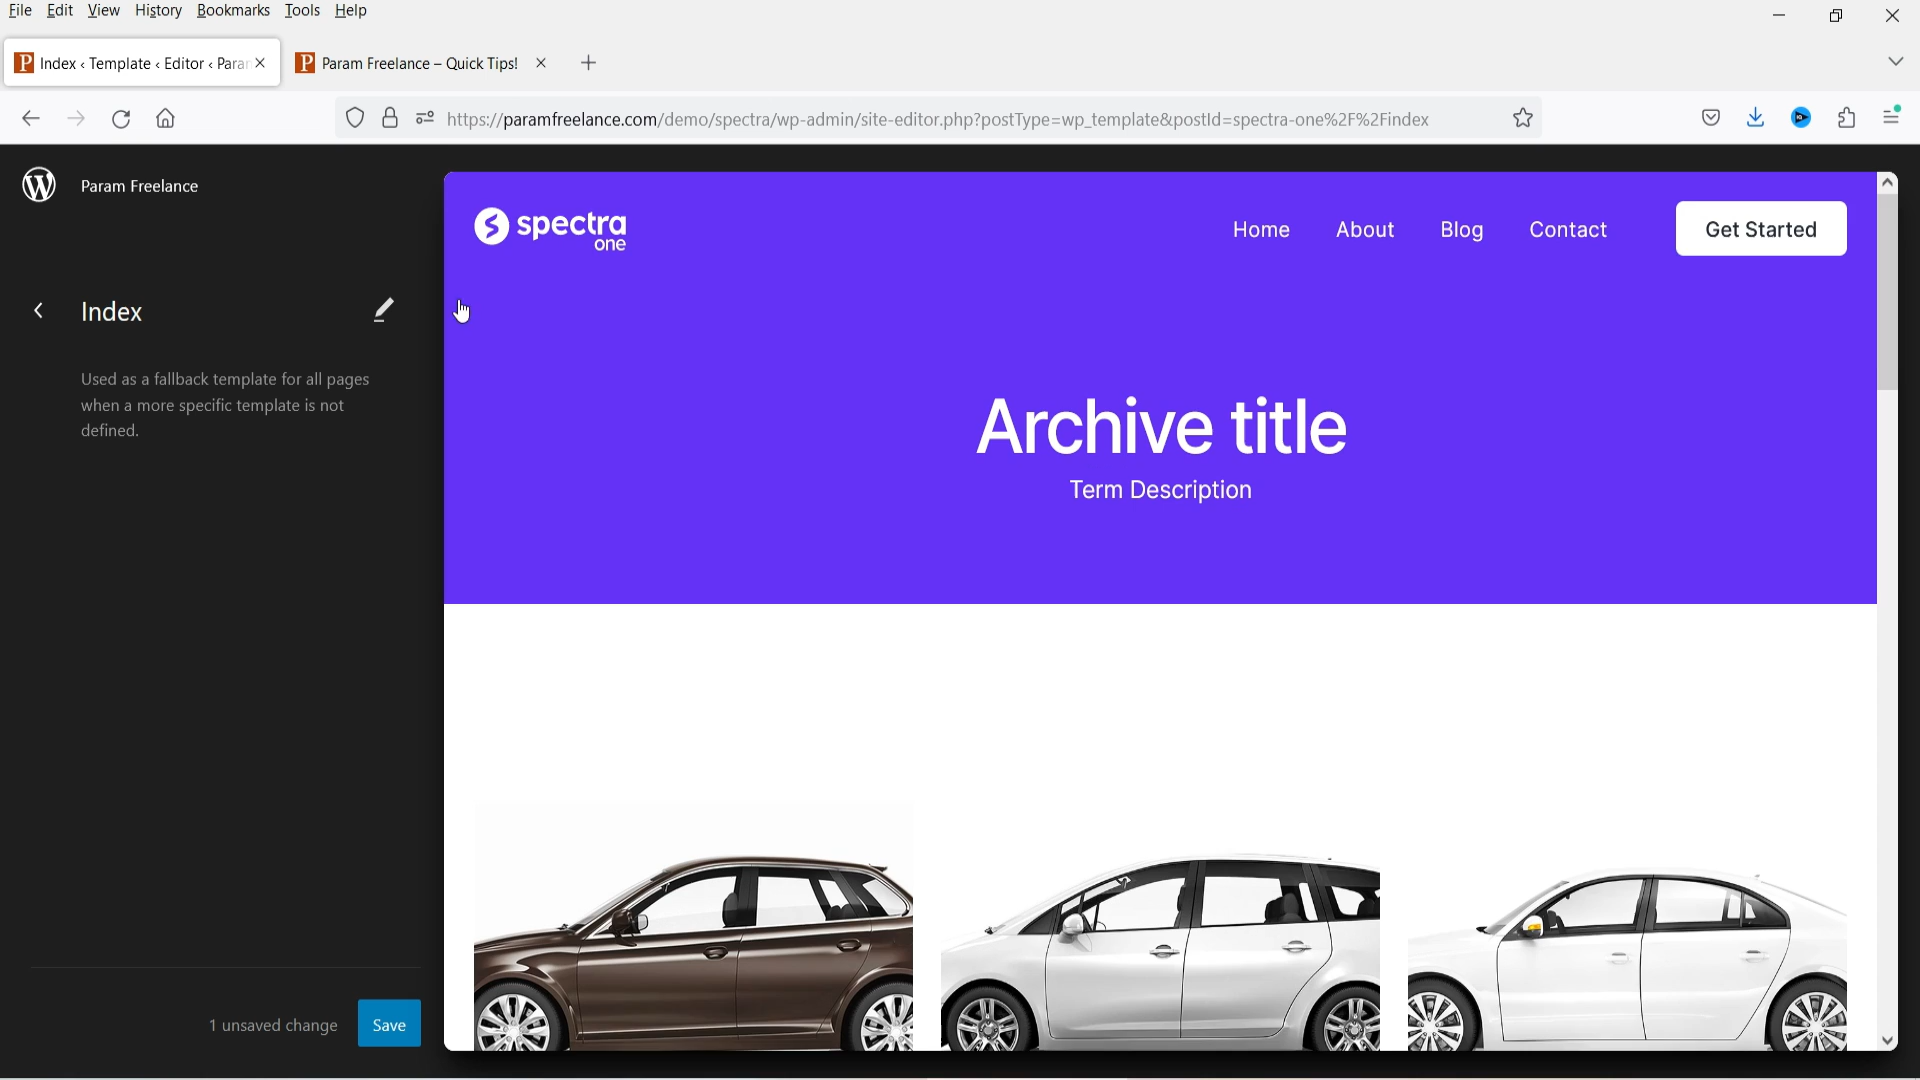 File Edit View History Bookmarks Tools Help
Index ‹ Template ‹ Editor ‹ Para
Param Freelance – Quick Tips!
https://paramfreelance.com/demo/spectra/wp-admin/site-editor.php?postType=wp_template&postId=spectra-one%2F%2Findex
Param Freelance
spectra
one
Home About Blog Contact Get Started
Index
Used as a fallback template for all pages
when a more specific template is not
defined.
Archive title
Term Description
1 unsaved change Save